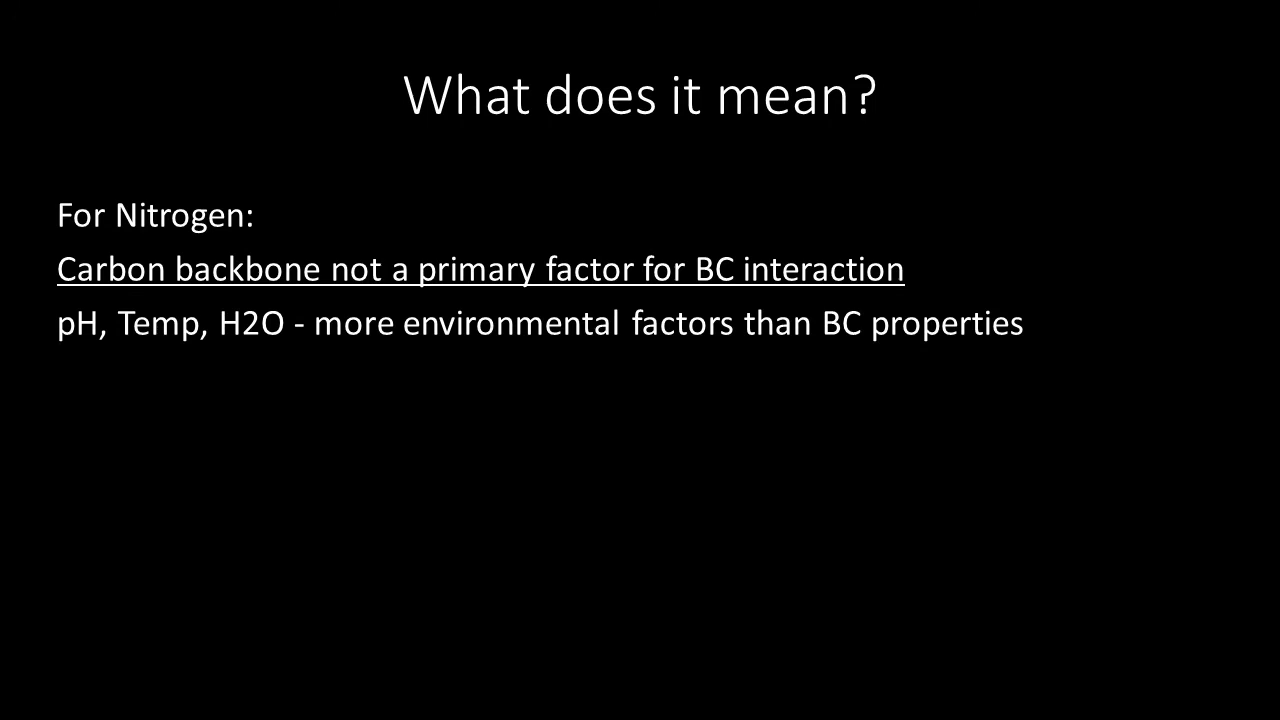 What does it mean?
For Nitrogen:
Carbon backbone not a primary factor for BC interaction
pH, Temp, H2O - more environmental factors than BC properties